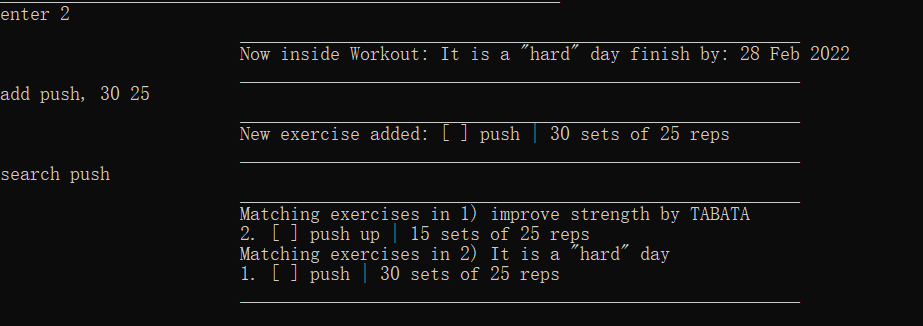 enter 2
Now inside Workout: It is a "hard" day finish by: 28 Feb 2022
add push, 30 25
New exercise added: [ ] push | 30 sets of 25 reps
search push
Matching exercises in 1) improve strength by TABATA
2. [ ] push up | 15 sets of 25 reps
Matching exercises in 2) It is a "hard" day
1. [ ] push | 30 sets of 25 reps